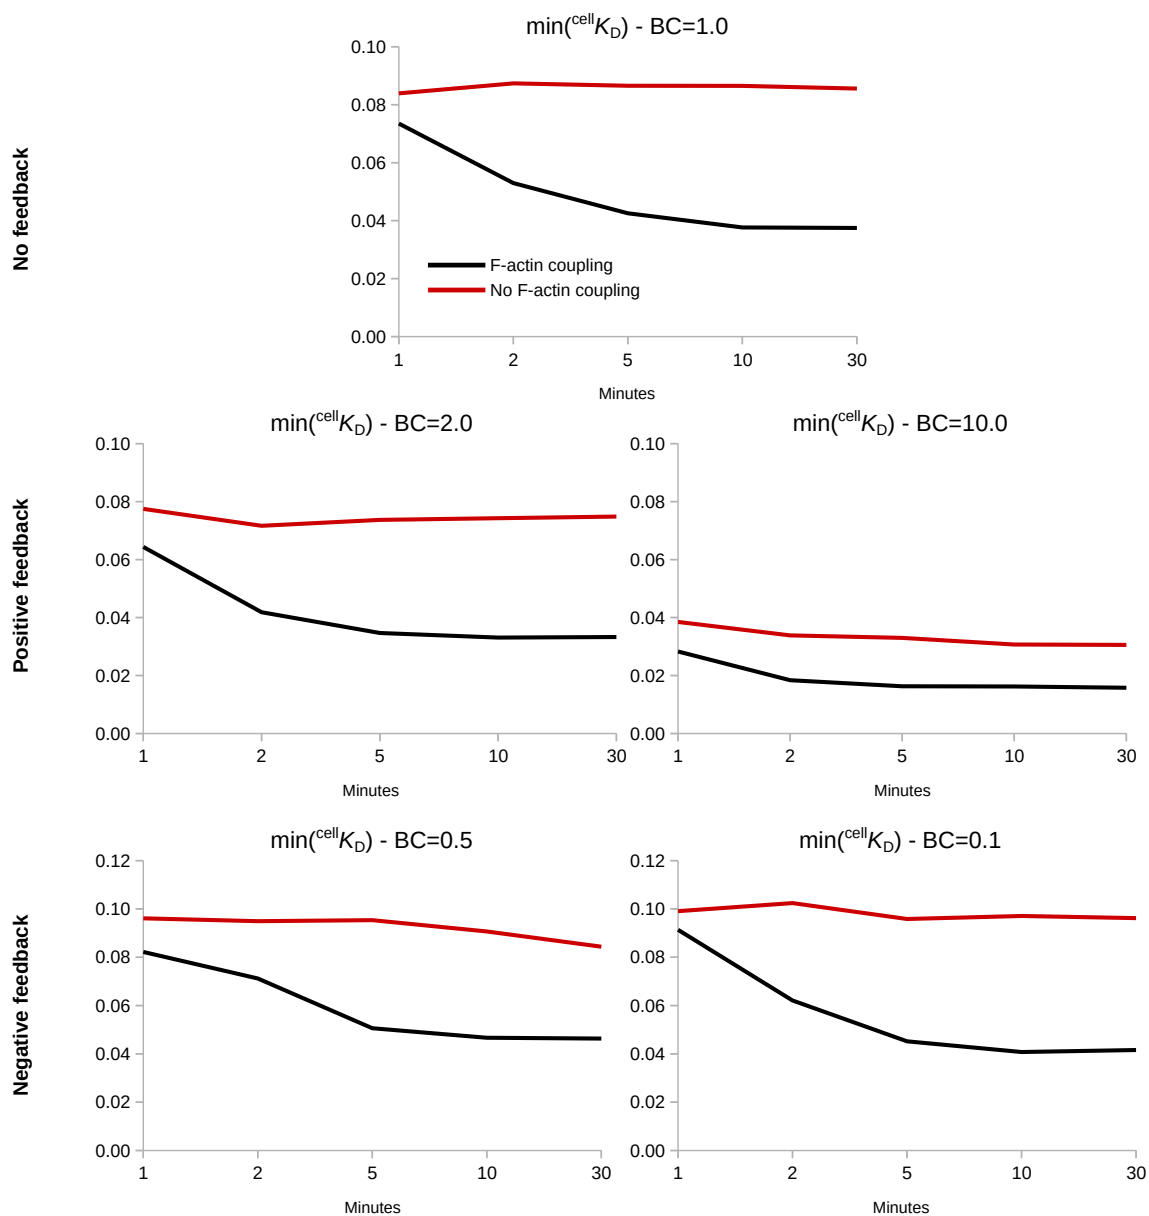 min(cellKD) - BC=1.0
No feedback
0.10
0.08
0.06
0.04
0.02
0.00
F-actin coupling
No F-actin coupling
1 2 5 10 30
Minutes
Positive feedback
min(cellKD) - BC=2.0
0.10
0.08
0.06
0.04
0.02
0.00
1 2 5 10 30
Minutes
min(cellKD) - BC=10.0
0.10
0.08
0.06
0.04
0.02
0.00
1 2 5 10 30
Minutes
Negative feedback
min(cellKD) - BC=0.5
0.12
0.10
0.08
0.06
0.04
0.02
0.00
1 2 5 10 30
Minutes
min(cellKD) - BC=0.1
0.12
0.10
0.08
0.06
0.04
0.02
0.00
1 2 5 10 30
Minutes